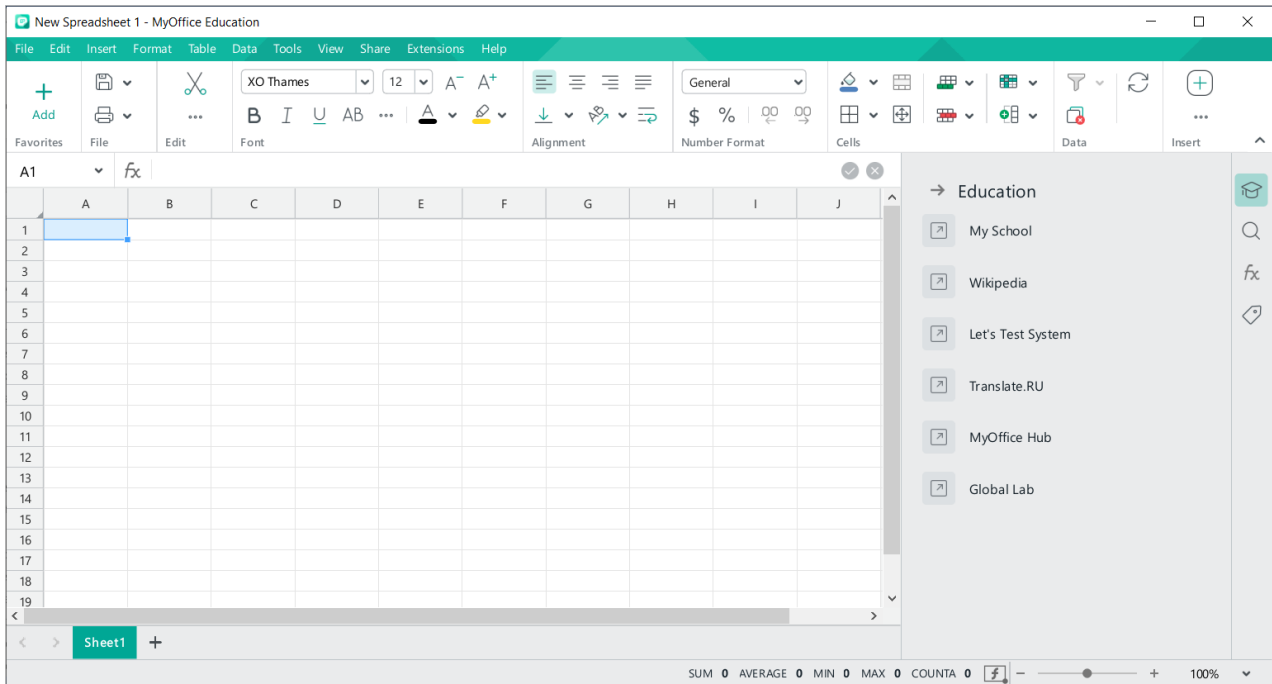 New Spreadsheet 1 - MyOffice Education
File Edit Insert Format Table Data Tools View Share Extensions Help
XO Thames 12 A− A+ General
Add B I U AB A $ % .00 .00
Favorites File Edit Font Alignment Number Format Cells Data Insert
A1 fx
Education
A B C D E F G H I J
1
2
3
4
5
6
7
8
9
10
11
12
13
14
15
16
17
18
19
My School
Wikipedia
Let's Test System
Translate.RU
MyOffice Hub
Global Lab
fx
Sheet1
SUM 0 AVERAGE 0 MIN 0 MAX 0 COUNTA 0 100%